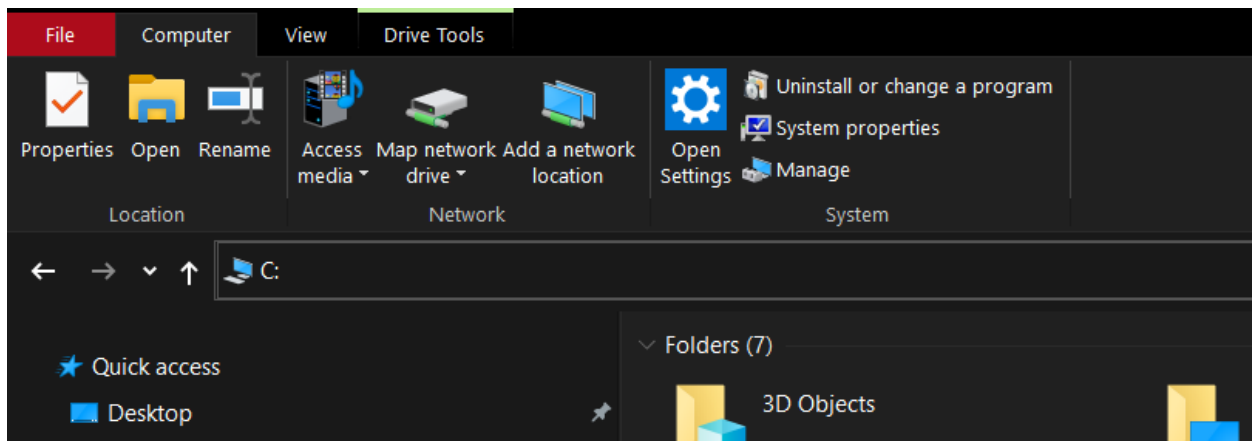 File Computer View Drive Tools
Properties Open Rename
Access media
Map network drive
Add a network location
Open Settings
Uninstall or change a program
System properties
Manage
Location Network System
C:
Quick access
Desktop
Folders (7)
3D Objects